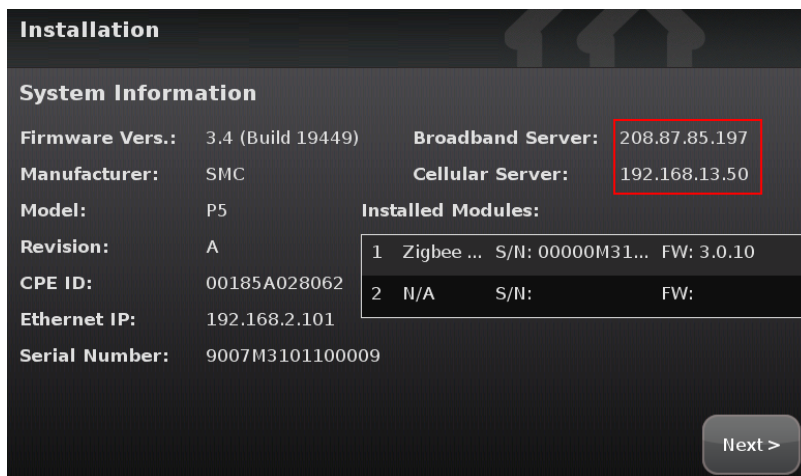 Installation
System Information
Firmware Vers.: 3.4 (Build 19449)
Manufacturer: SMC
Model: P5
Revision: A
CPE ID: 00185A028062
Ethernet IP: 192.168.2.101
Serial Number: 9007M3101100009
Broadband Server: 208.87.85.197
Cellular Server: 192.168.13.50
Installed Modules:
1 Zigbee ... S/N: 00000M31... FW: 3.0.10
2 N/A S/N: FW:
Next >